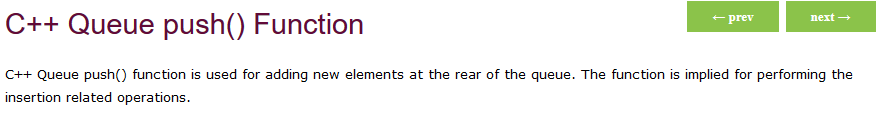 C++ Queue push() Function
← prev
next →
C++ Queue push() function is used for adding new elements at the rear of the queue. The function is implied for performing the
insertion related operations.